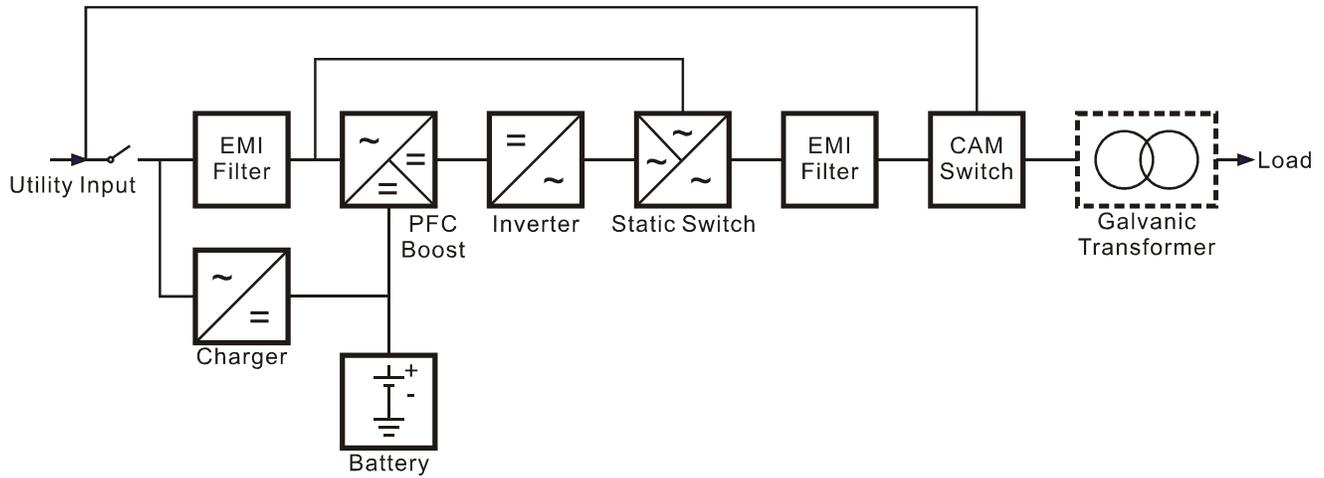 Utility Input
EMI
Filter
PFC
Boost
Inverter
Static Switch
EMI
Filter
CAM
Switch
Galvanic
Transformer
Load
Charger
+
-
Battery